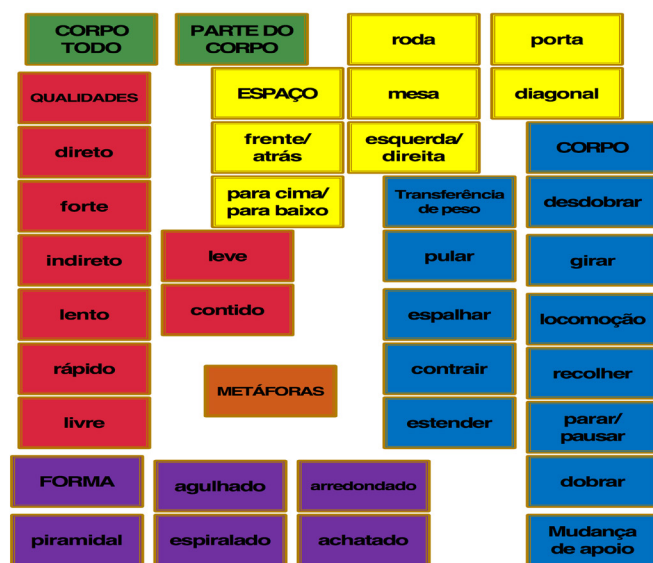 CORPO
TODO
PARTE DO
CORPO
roda
porta
QUALIDADES
ESPAÇO
mesa
diagonal
direto
frente/
atrás
esquerda/
direita
CORPO
forte
para cima/
para baixo
Transferência
de peso
desdobrar
indireto
leve
pular
girar
lento
contido
espalhar
locomoção
rápido
METÁFORAS
contrair
recolher
livre
estender
parar/
pausar
FORMA
agulhado
arredondado
dobrar
piramidal
espiralado
achatado
Mudança
de apoio